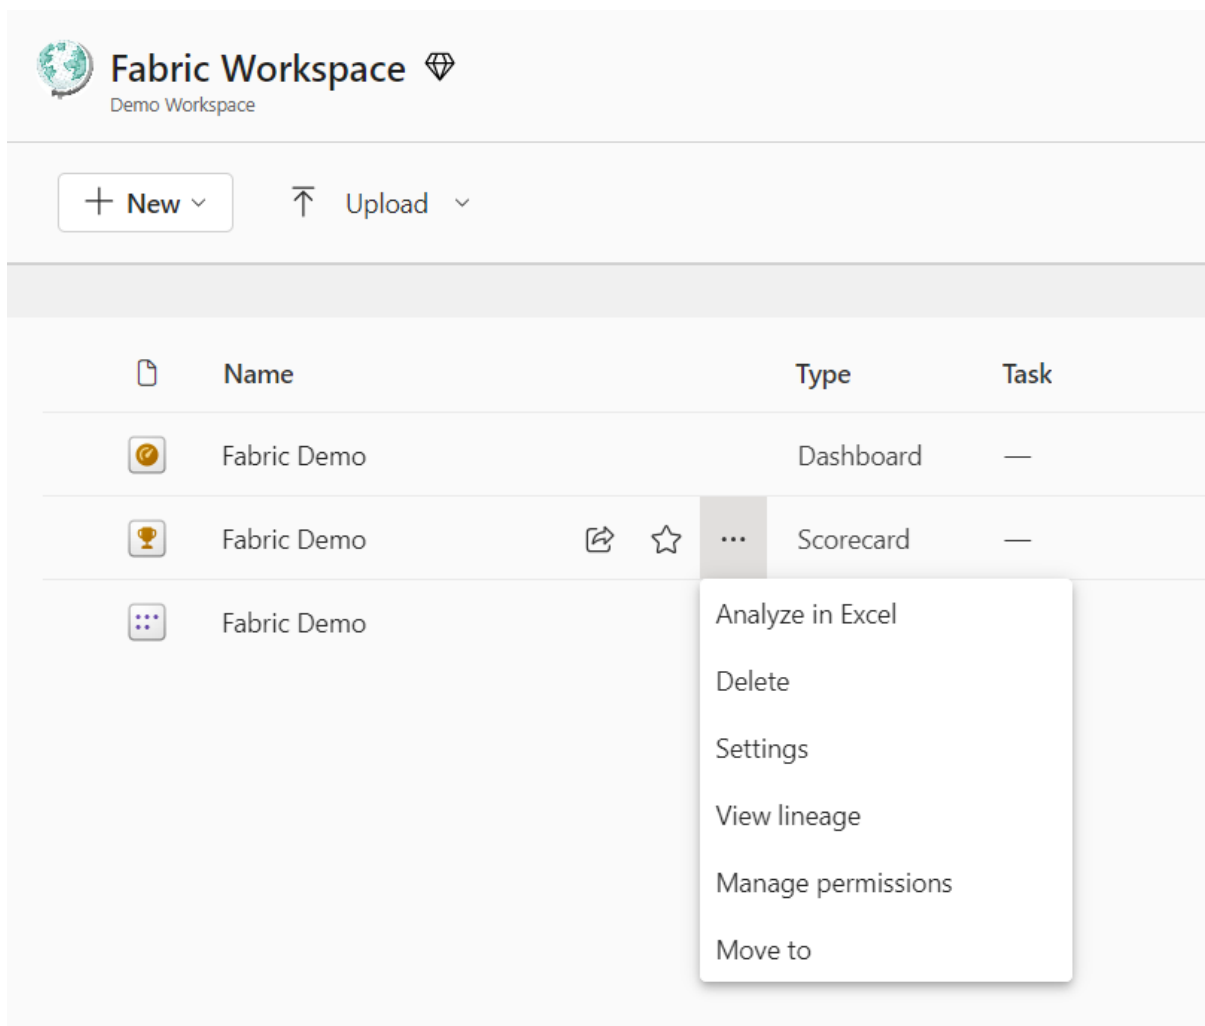 Fabric Workspace
Demo Workspace
New
Upload
Name Type Task
Fabric Demo Dashboard —
Fabric Demo ... Scorecard —
Fabric Demo
Analyze in Excel
Delete
Settings
View lineage
Manage permissions
Move to